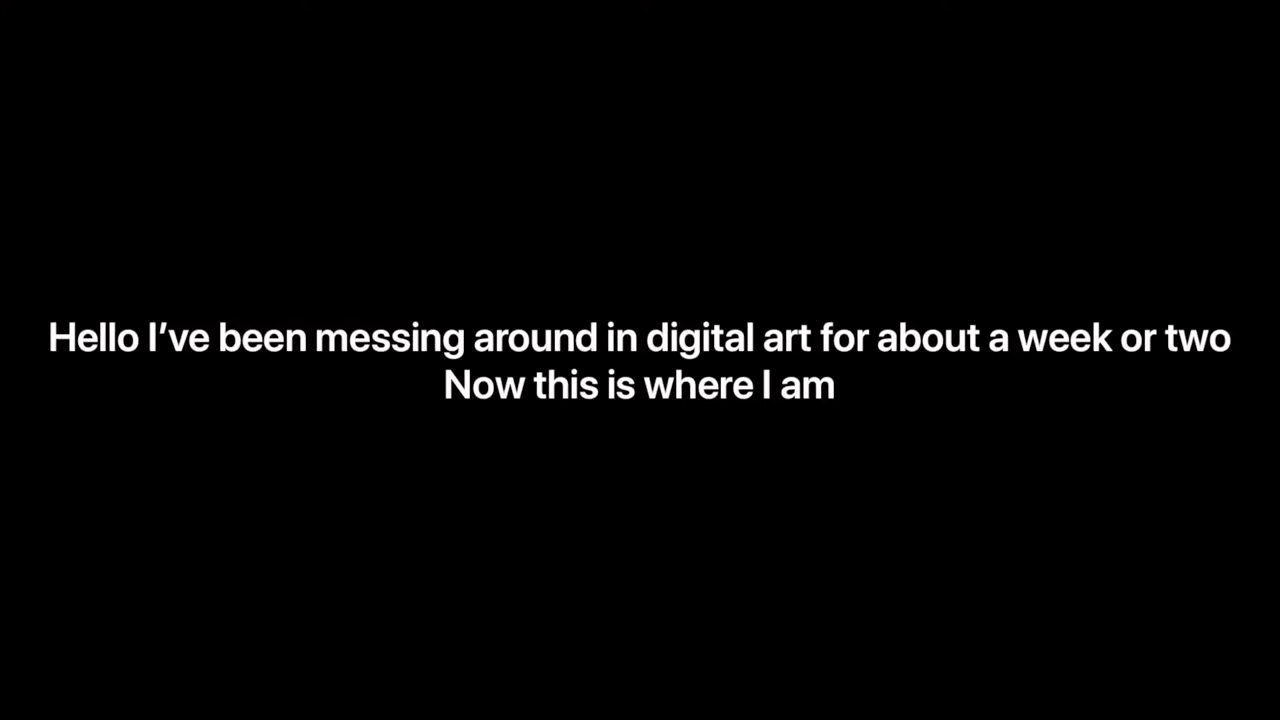 Hello I’ve been messing around in digital art for about a week or two
Now this is where I am